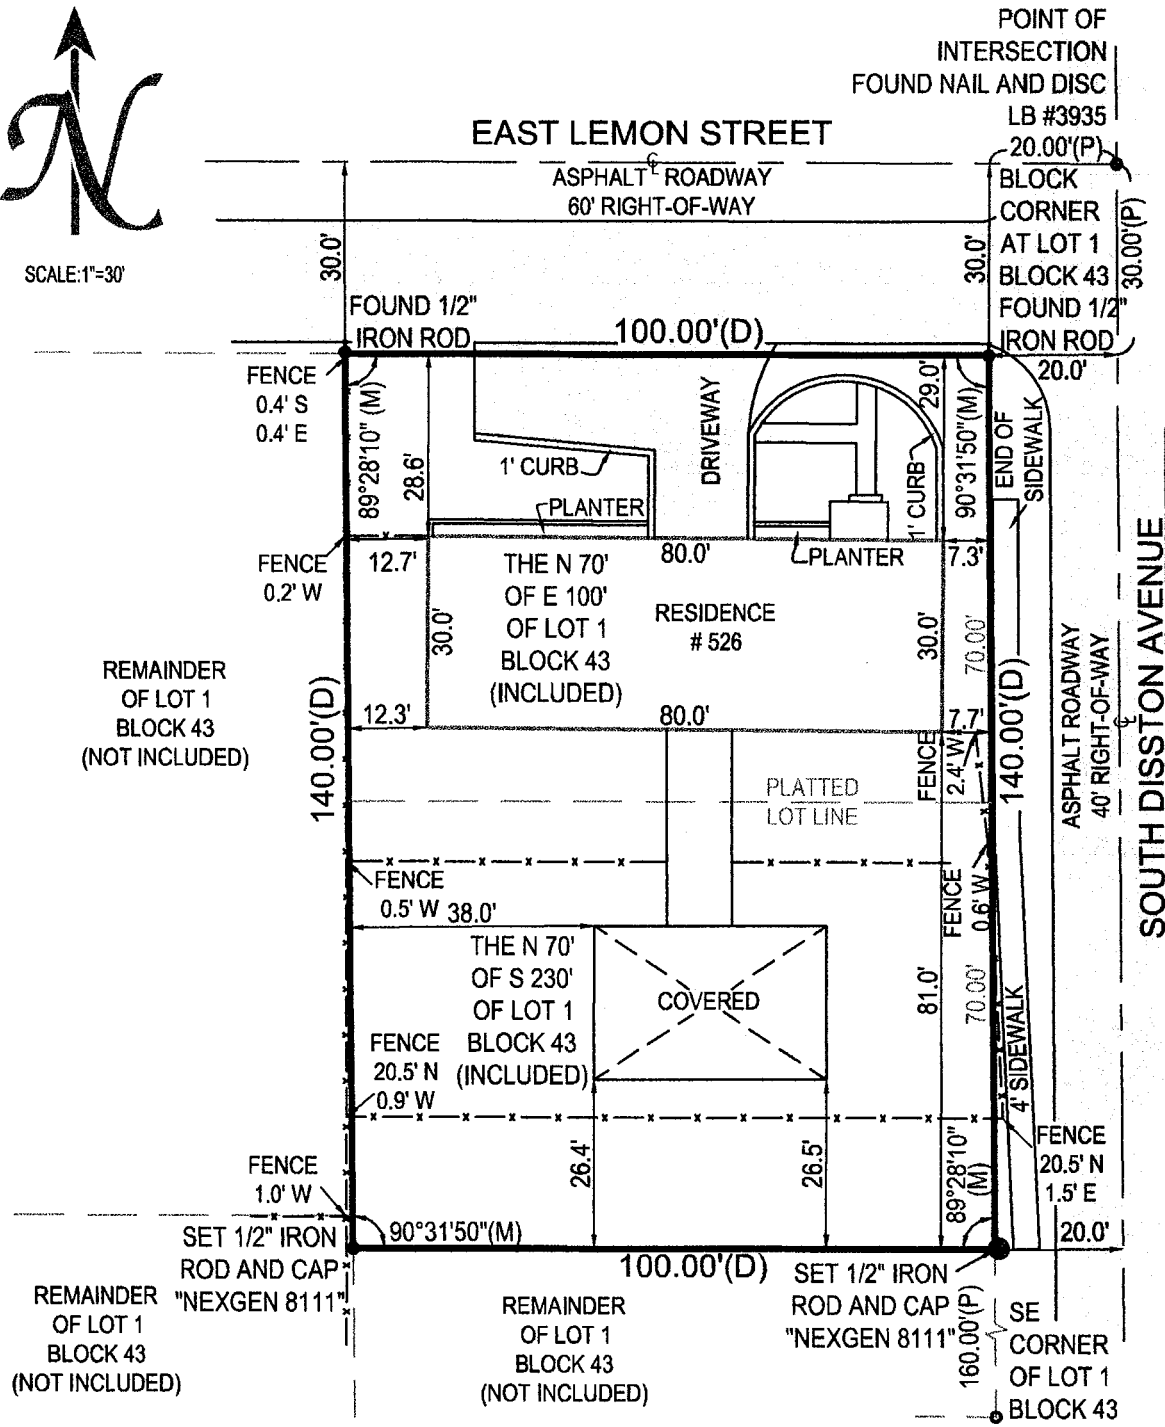 POINT OF
INTERSECTION
FOUND NAIL AND DISC
LB #3935
20.00'(P)
EAST LEMON STREET
ASPHALT ROADWAY
60' RIGHT-OF-WAY
N
SCALE:1"=30'
30.0'
30.0'
BLOCK
CORNER
AT LOT 1
BLOCK 43
FOUND 1/2"
IRON ROD
30.00'(P)
20.0'
FOUND 1/2"
IRON ROD
100.00'(D)
FENCE
0.4' S
0.4' E
89°28'10" (M)
28.6'
1' CURB
PLANTER
DRIVEWAY
29.0'
1' CURB
90°31'50"(M)
END OF
SIDEWALK
PLANTER
FENCE
0.2' W
12.7'
80.0'
7.3'
THE N 70'
OF E 100'
OF LOT 1
BLOCK 43
(INCLUDED)
30.0'
RESIDENCE
# 526
30.0'
70.00'
140.00'(D)
ASPHALT ROADWAY
40' RIGHT-OF-WAY
SOUTH DISSTON AVENUE
REMAINDER
OF LOT 1
BLOCK 43
(NOT INCLUDED)
140.00'(D)
12.3'
80.0'
7.7'
FENCE
2.4' W
PLATTED
LOT LINE
FENCE
0.5' W
38.0'
FENCE
0.6' W
THE N 70'
OF S 230'
OF LOT 1
BLOCK 43
(INCLUDED)
COVERED
81.0'
70.00'
4' SIDEWALK
FENCE
20.5' N
0.9' W
26.4'
26.5'
89°28'10"
(M)
FENCE
20.5' N
1.5' E
FENCE
1.0' W
90°31'50"(M)
20.0'
SET 1/2" IRON
ROD AND CAP
"NEXGEN 8111"
100.00'(D)
SET 1/2" IRON
ROD AND CAP
"NEXGEN 8111"
160.00'(P)
REMAINDER
OF LOT 1
BLOCK 43
(NOT INCLUDED)
REMAINDER
OF LOT 1
BLOCK 43
(NOT INCLUDED)
SE
CORNER
OF LOT 1
BLOCK 43